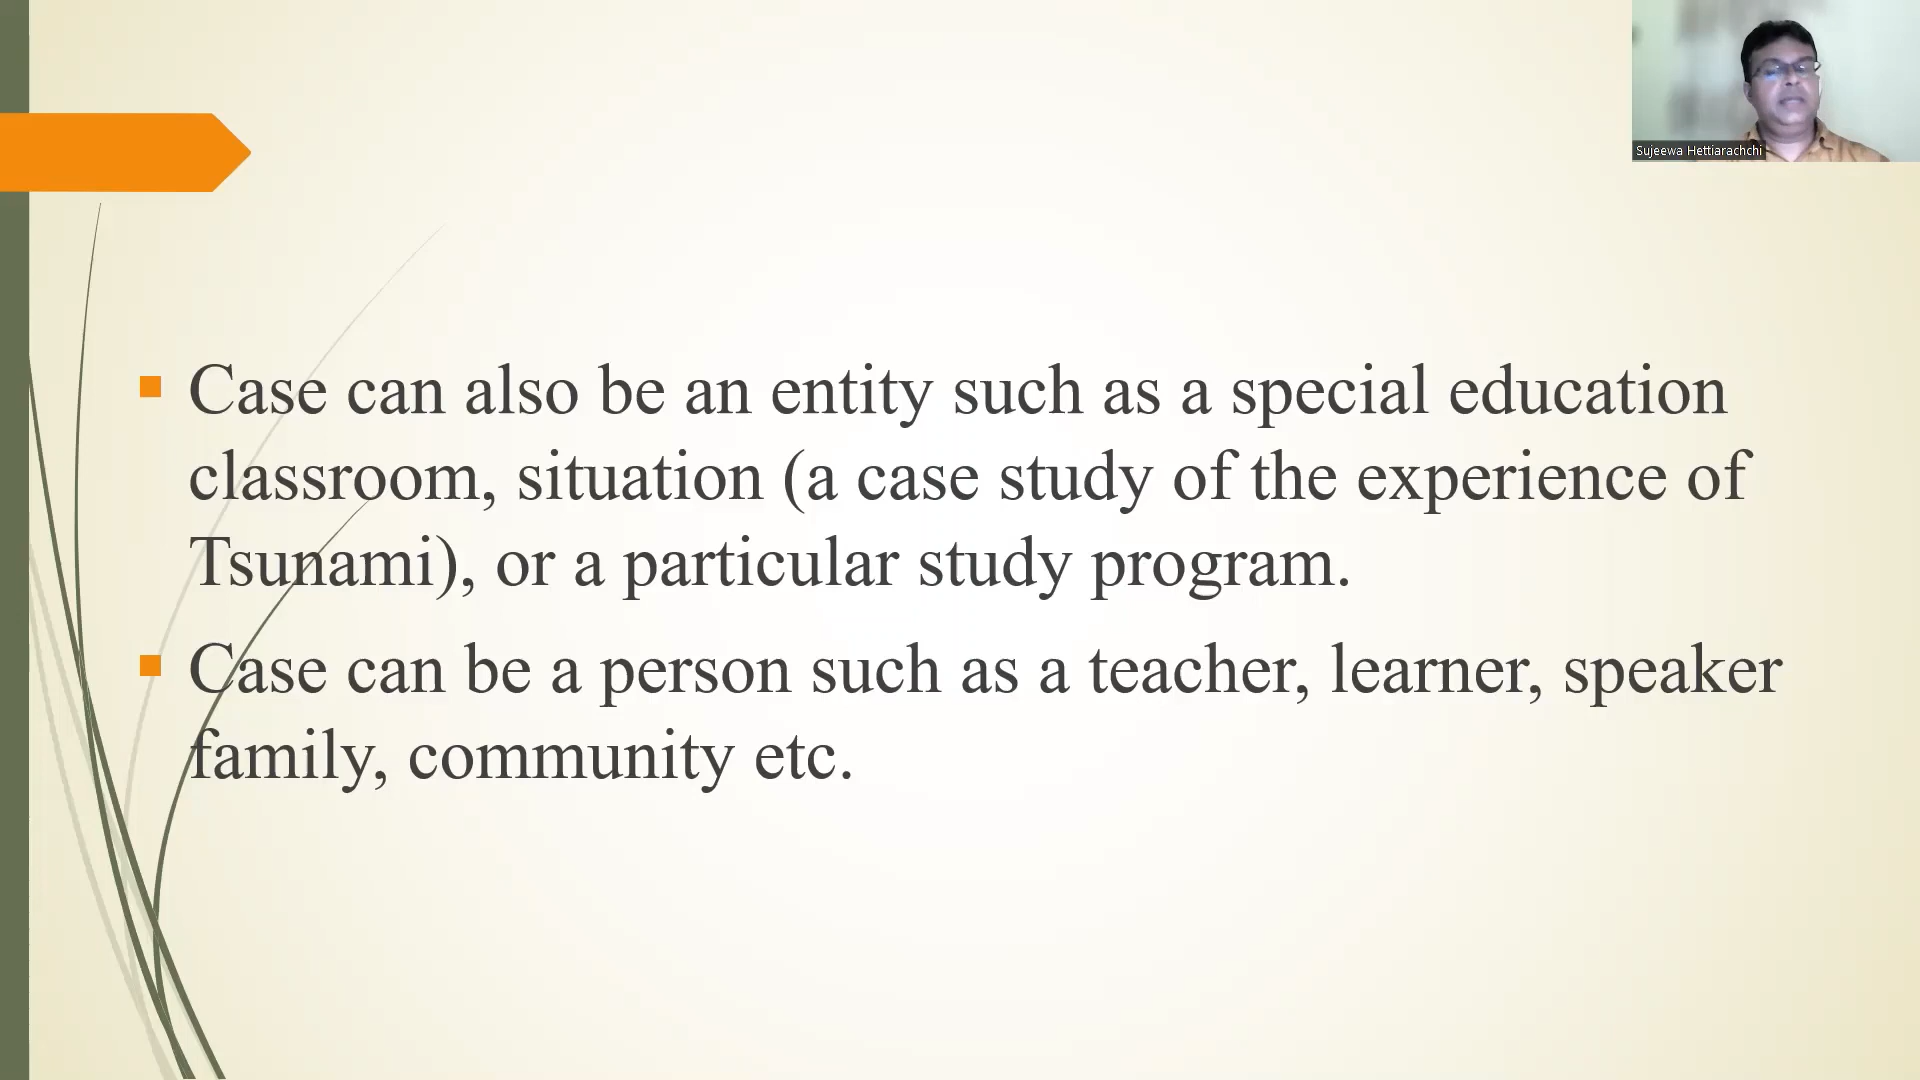 Sujeewa Hettiarachchi
Case can also be an entity such as a special education
classroom, situation (a case study of the experience of
Tsunami), or a particular study program.
Case can be a person such as a teacher, learner, speaker
family, community etc.